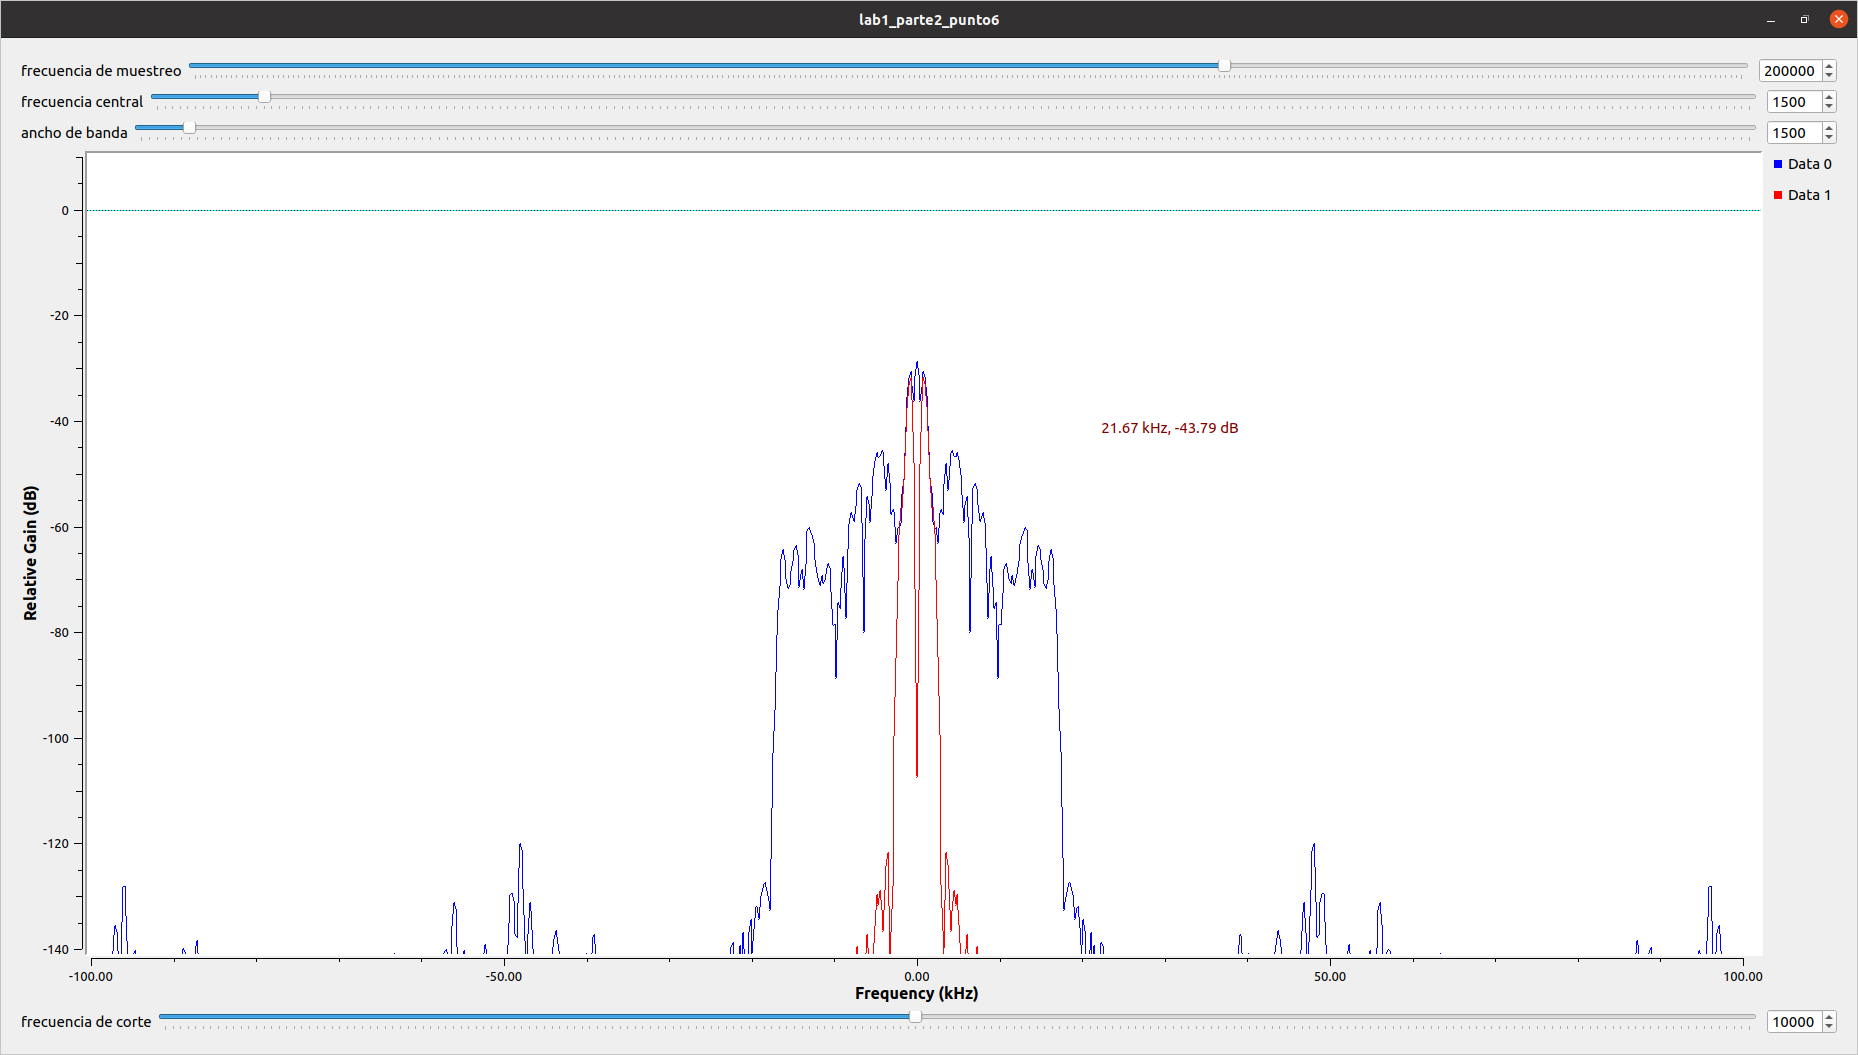 lab1_parte2_punto6
frecuencia de muestreo 200000
frecuencia central 1500
ancho de banda 1500
Data 0
Data 1
0
-20
-40
-60
-80
-100
-120
-140
Relative Gain (dB)
21.67 kHz, -43.79 dB
-100.00 -50.00 0.00 50.00 100.00
Frequency (kHz)
frecuencia de corte 10000